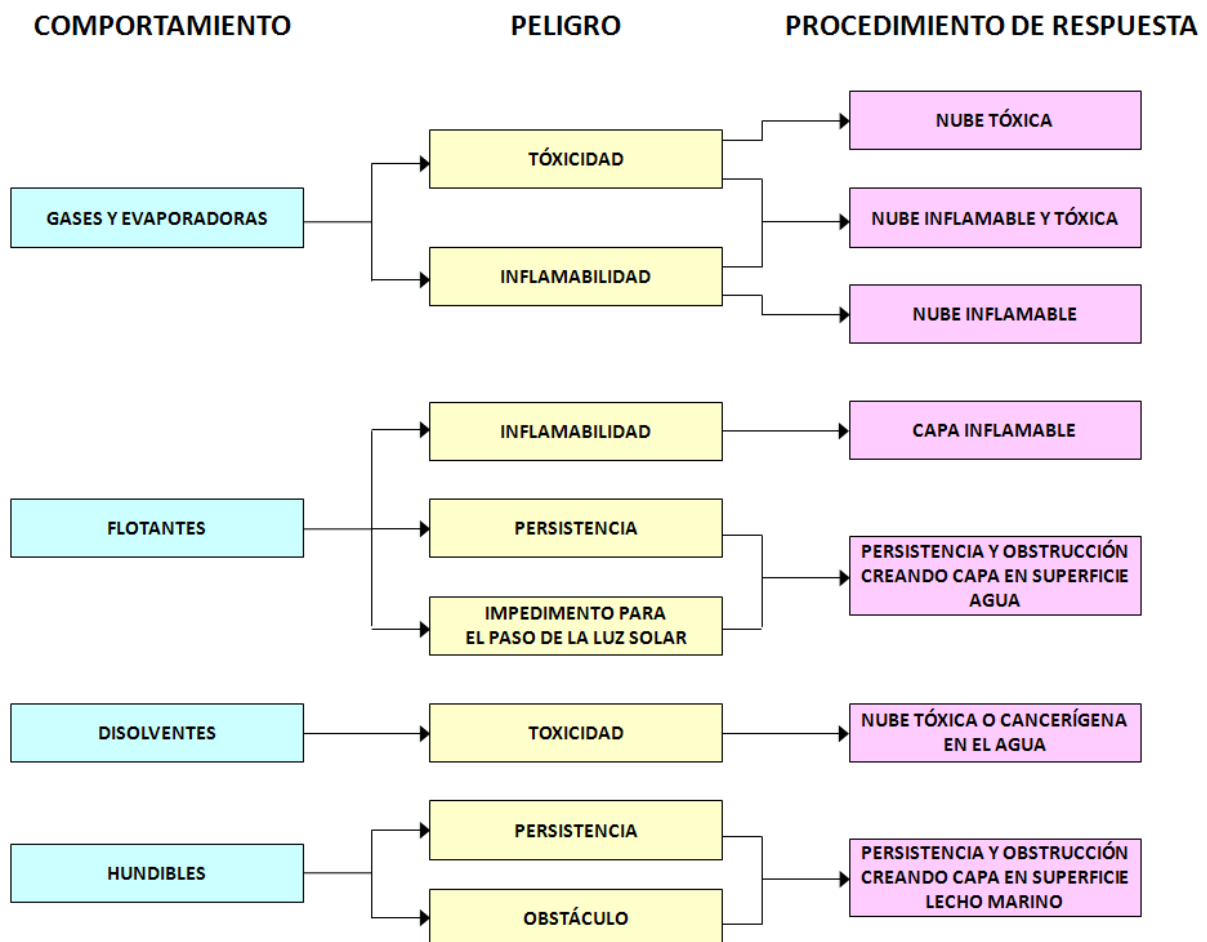 COMPORTAMIENTO
PELIGRO
PROCEDIMIENTO DE RESPUESTA
GASES Y EVAPORADORAS
TÓXICIDAD
INFLAMABILIDAD
NUBE TÓXICA
NUBE INFLAMABLE Y TÓXICA
NUBE INFLAMABLE
FLOTANTES
INFLAMABILIDAD
PERSISTENCIA
IMPEDIMENTO PARA
EL PASO DE LA LUZ SOLAR
CAPA INFLAMABLE
PERSISTENCIA Y OBSTRUCCIÓN
CREANDO CAPA EN SUPERFICIE
AGUA
DISOLVENTES
TOXICIDAD
NUBE TÓXICA O CANCERÍGENA
EN EL AGUA
HUNDIBLES
PERSISTENCIA
OBSTÁCULO
PERSISTENCIA Y OBSTRUCCIÓN
CREANDO CAPA EN SUPERFICIE
LECHO MARINO